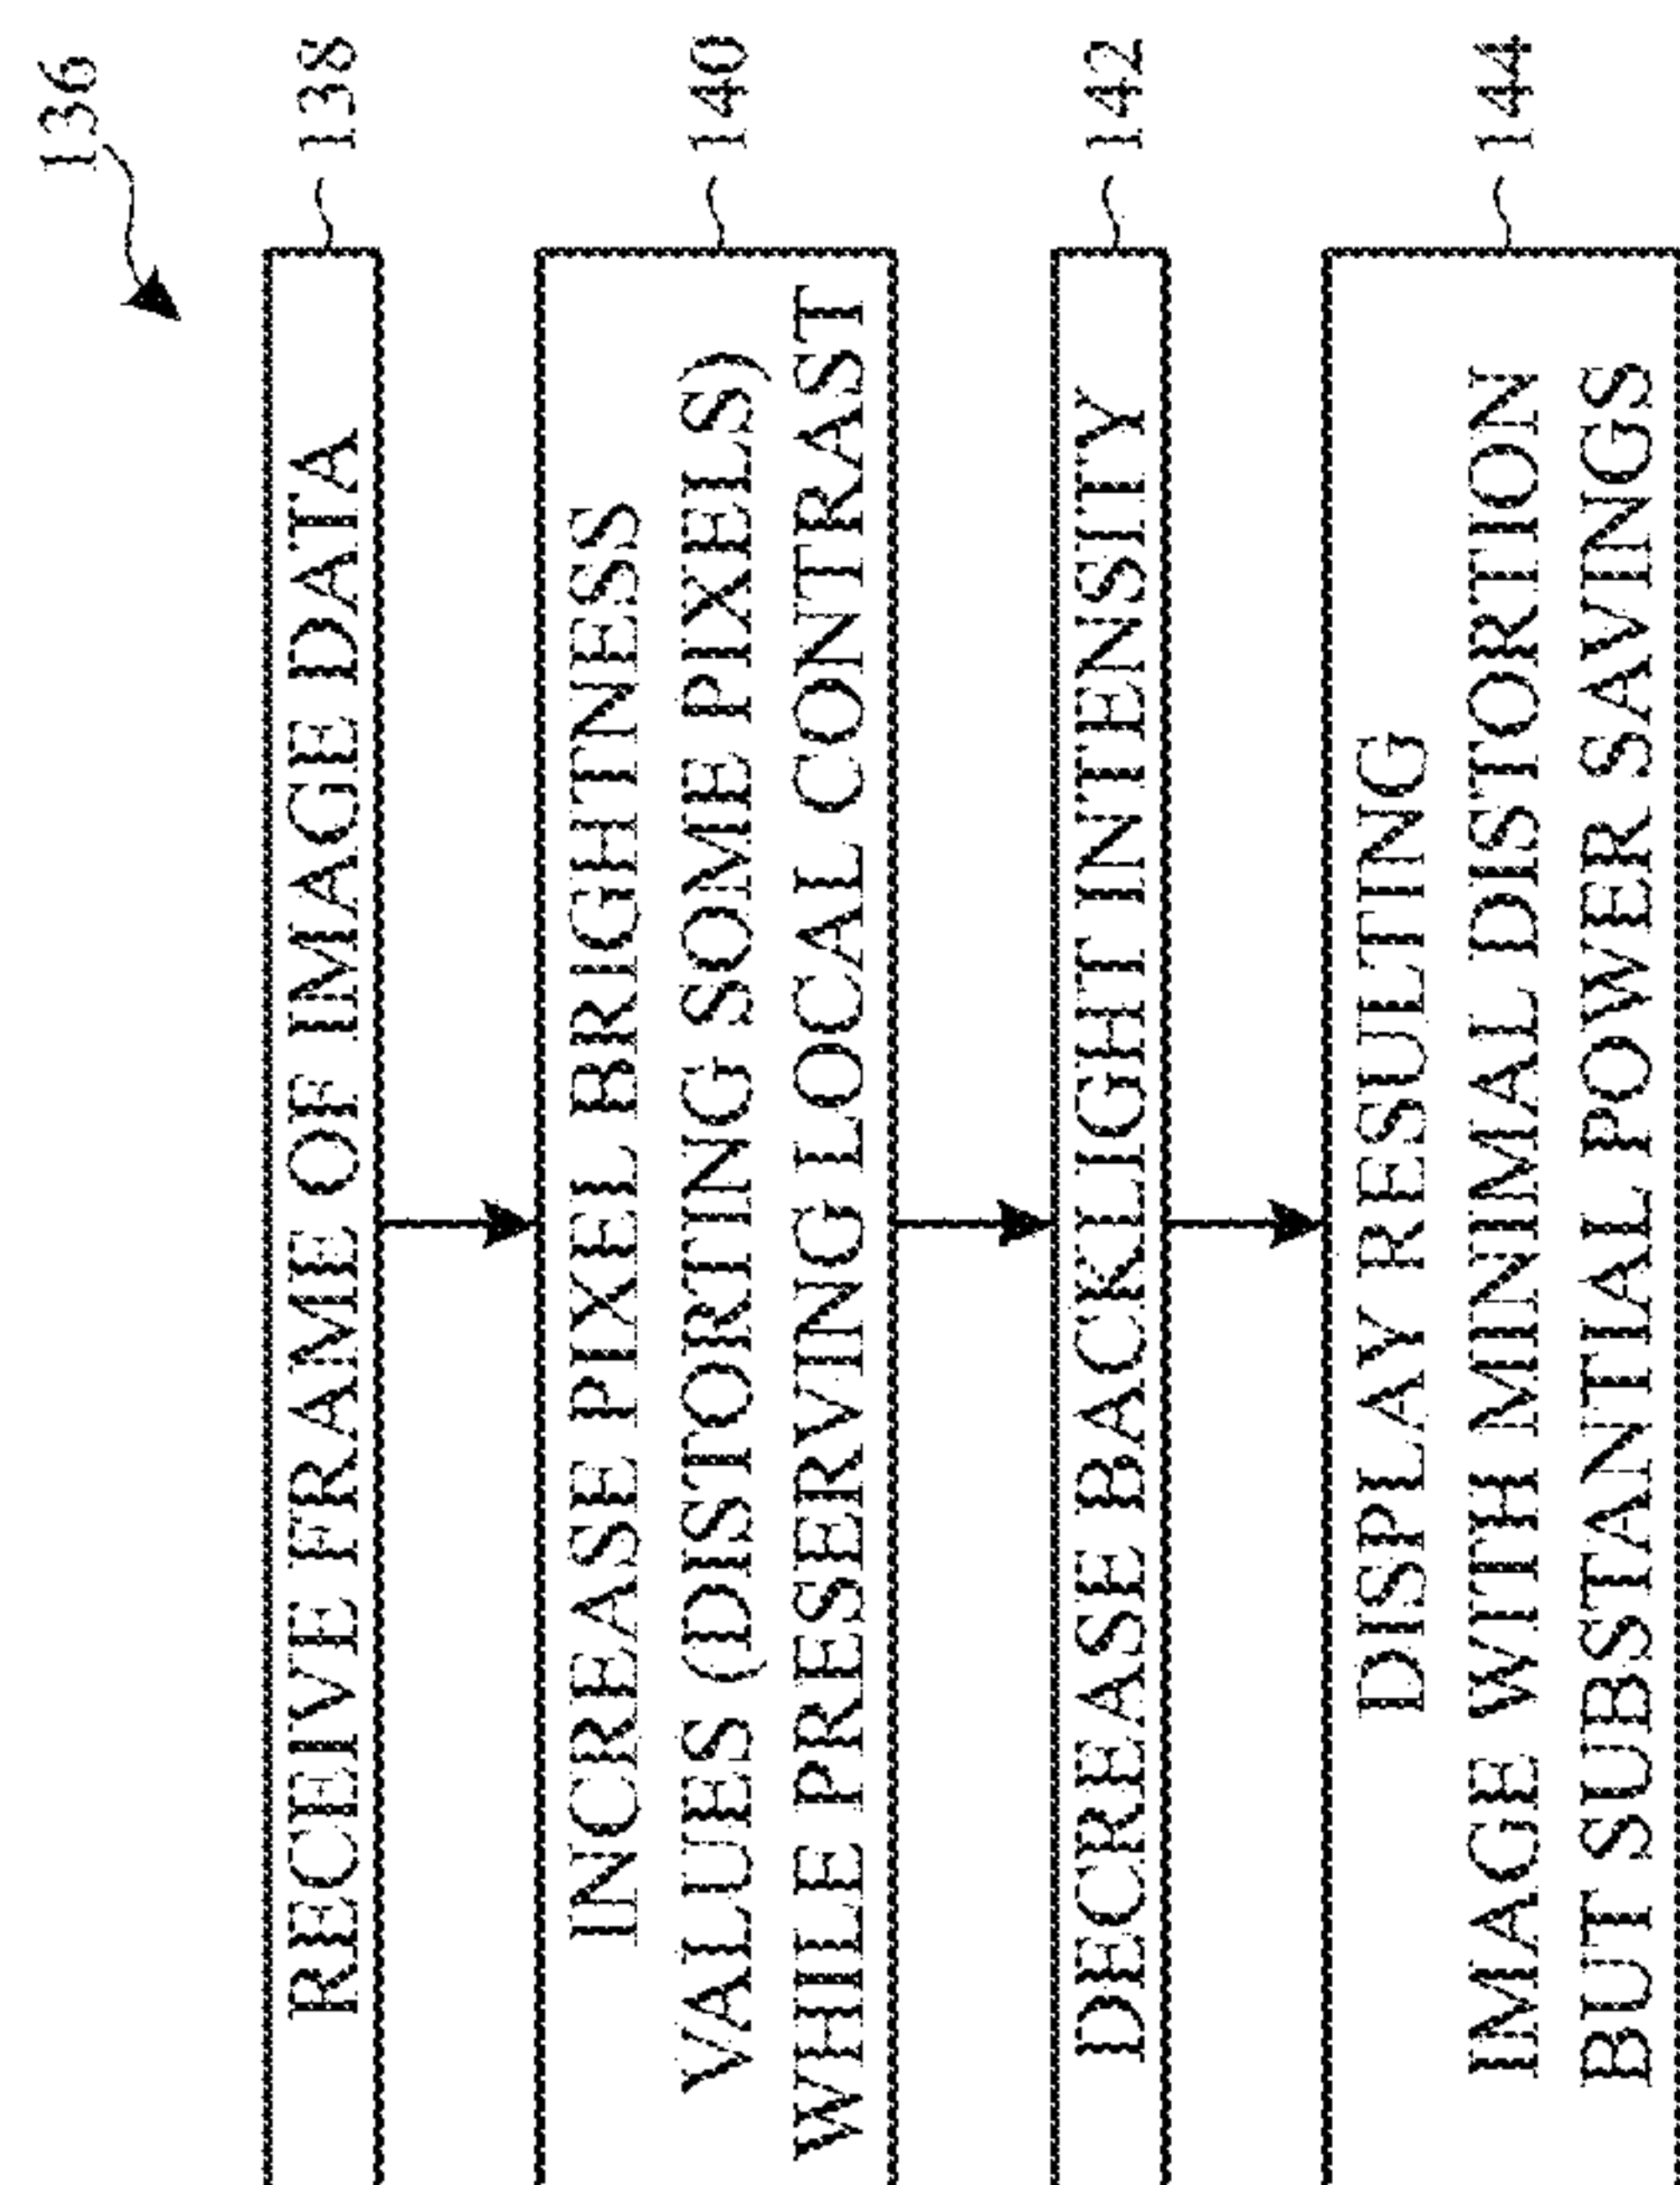 136
RECEIVE FRAME OF IMAGE DATA
138
INCREASE PIXEL BRIGHTNESS
VALUES (DISTORTING SOME PIXELS)
WHILE PRESERVING LOCAL CONTRAST
140
DECREASE BACKLIGHT INTENSITY
142
DISPLAY RESULTING
IMAGE WITH MINIMAL DISTORTION
BUT SUBSTANTIAL POWER SAVINGS
144